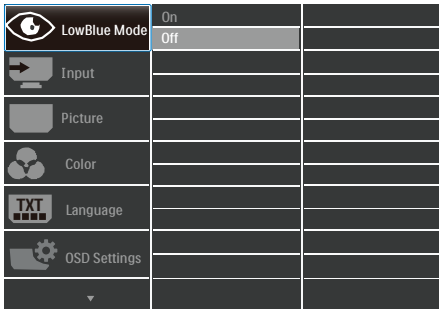 LowBlue Mode
On
Off
Input
Picture
Color
TXT
Language
OSD Settings